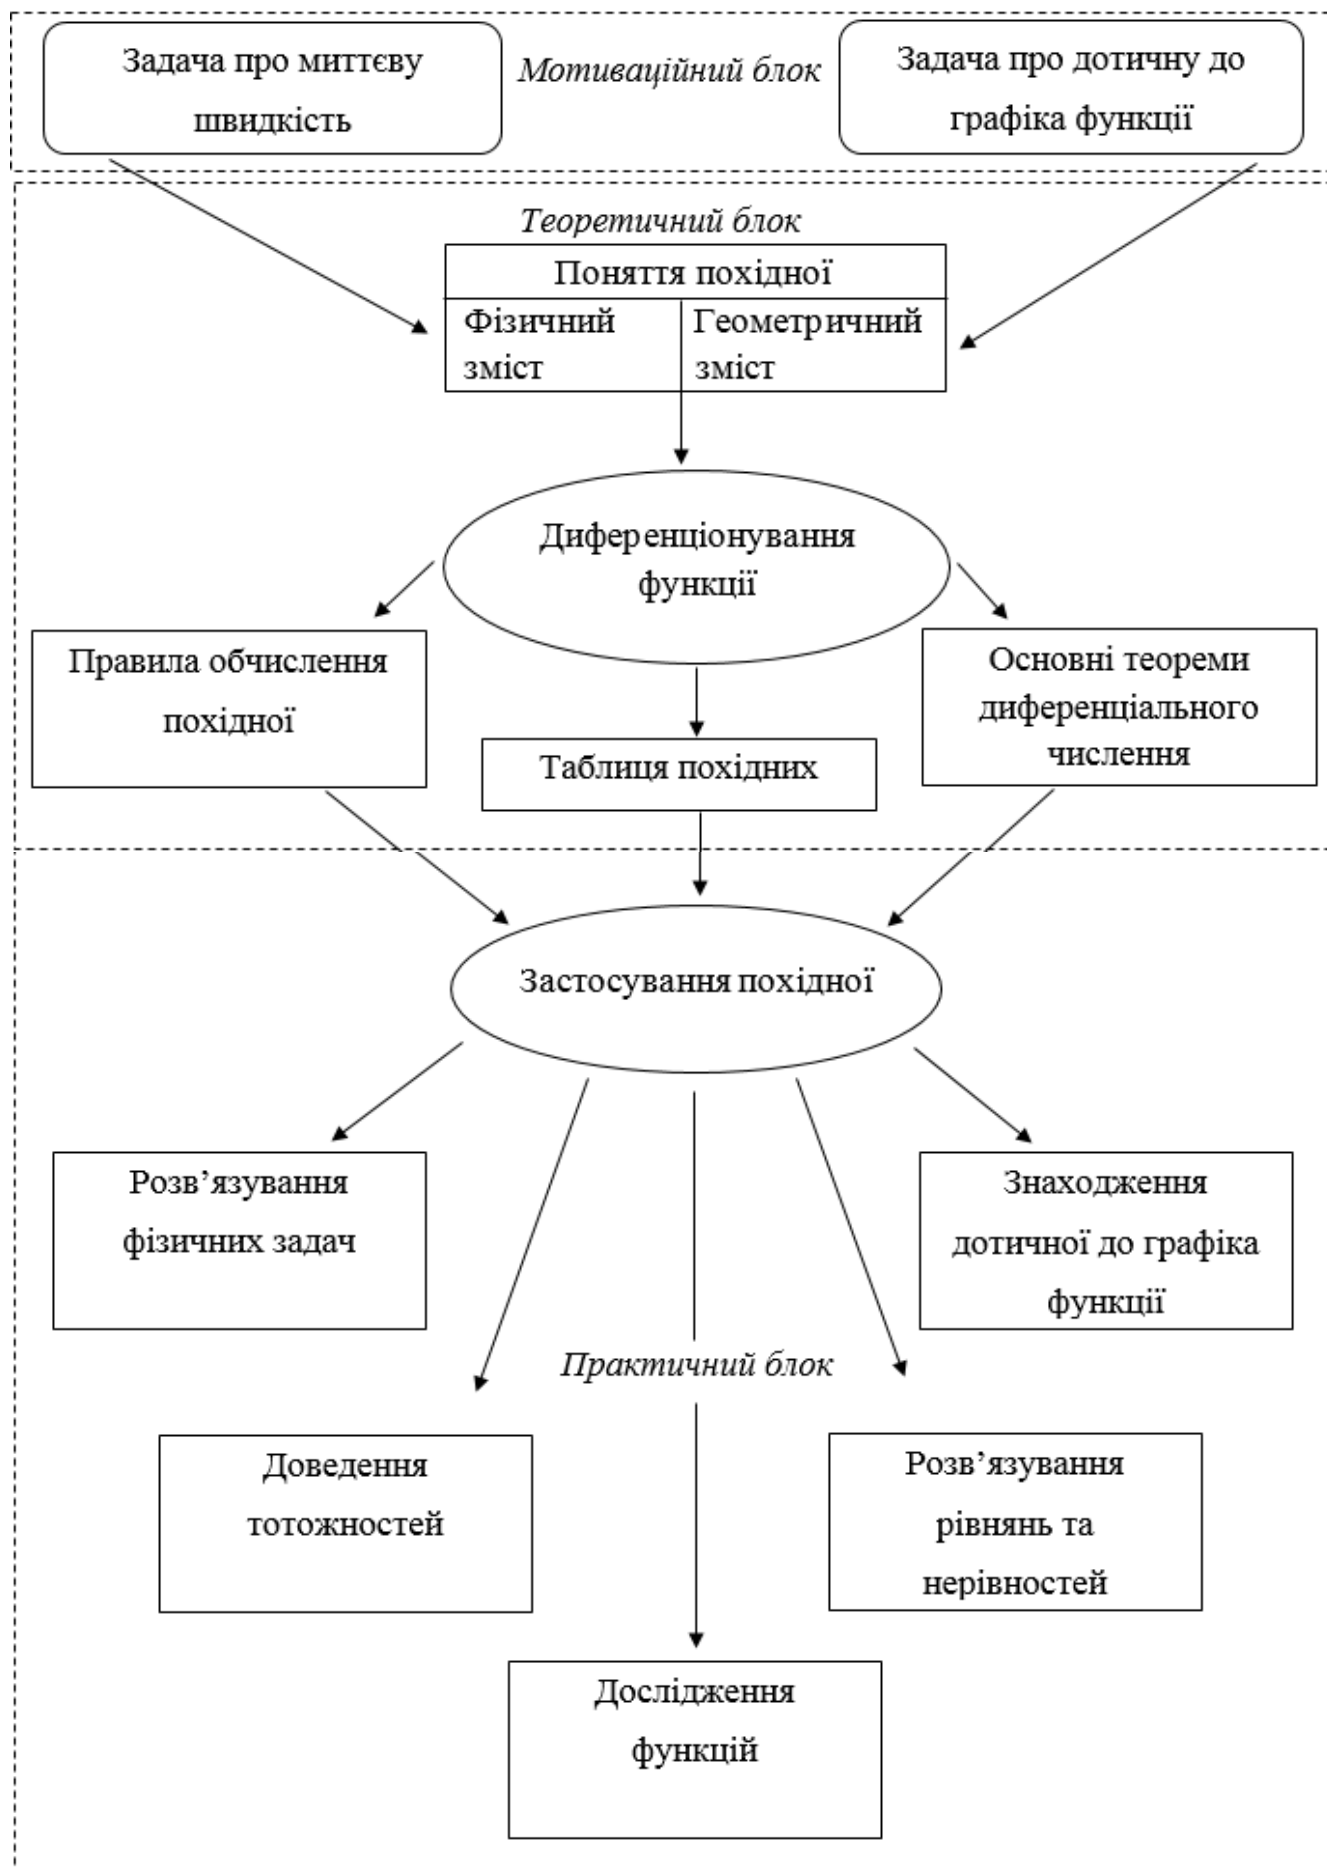 Задача про миттєву
швидкість
Мотиваційний блок
Задача про дотичну до
графіка функції
Теоретичний блок
Поняття похідної
Фізичний
зміст
Геометричний
зміст
Диференціонування
функції
Правила обчислення
похідної
Таблиця похідних
Основні теореми
диференціального
числення
Застосування похідної
Розв’язування
фізичних задач
Знаходження
дотичної до графіка
функції
Практичний блок
Доведення
тотожностей
Розв’язування
рівнянь та
нерівностей
Дослідження
функцій